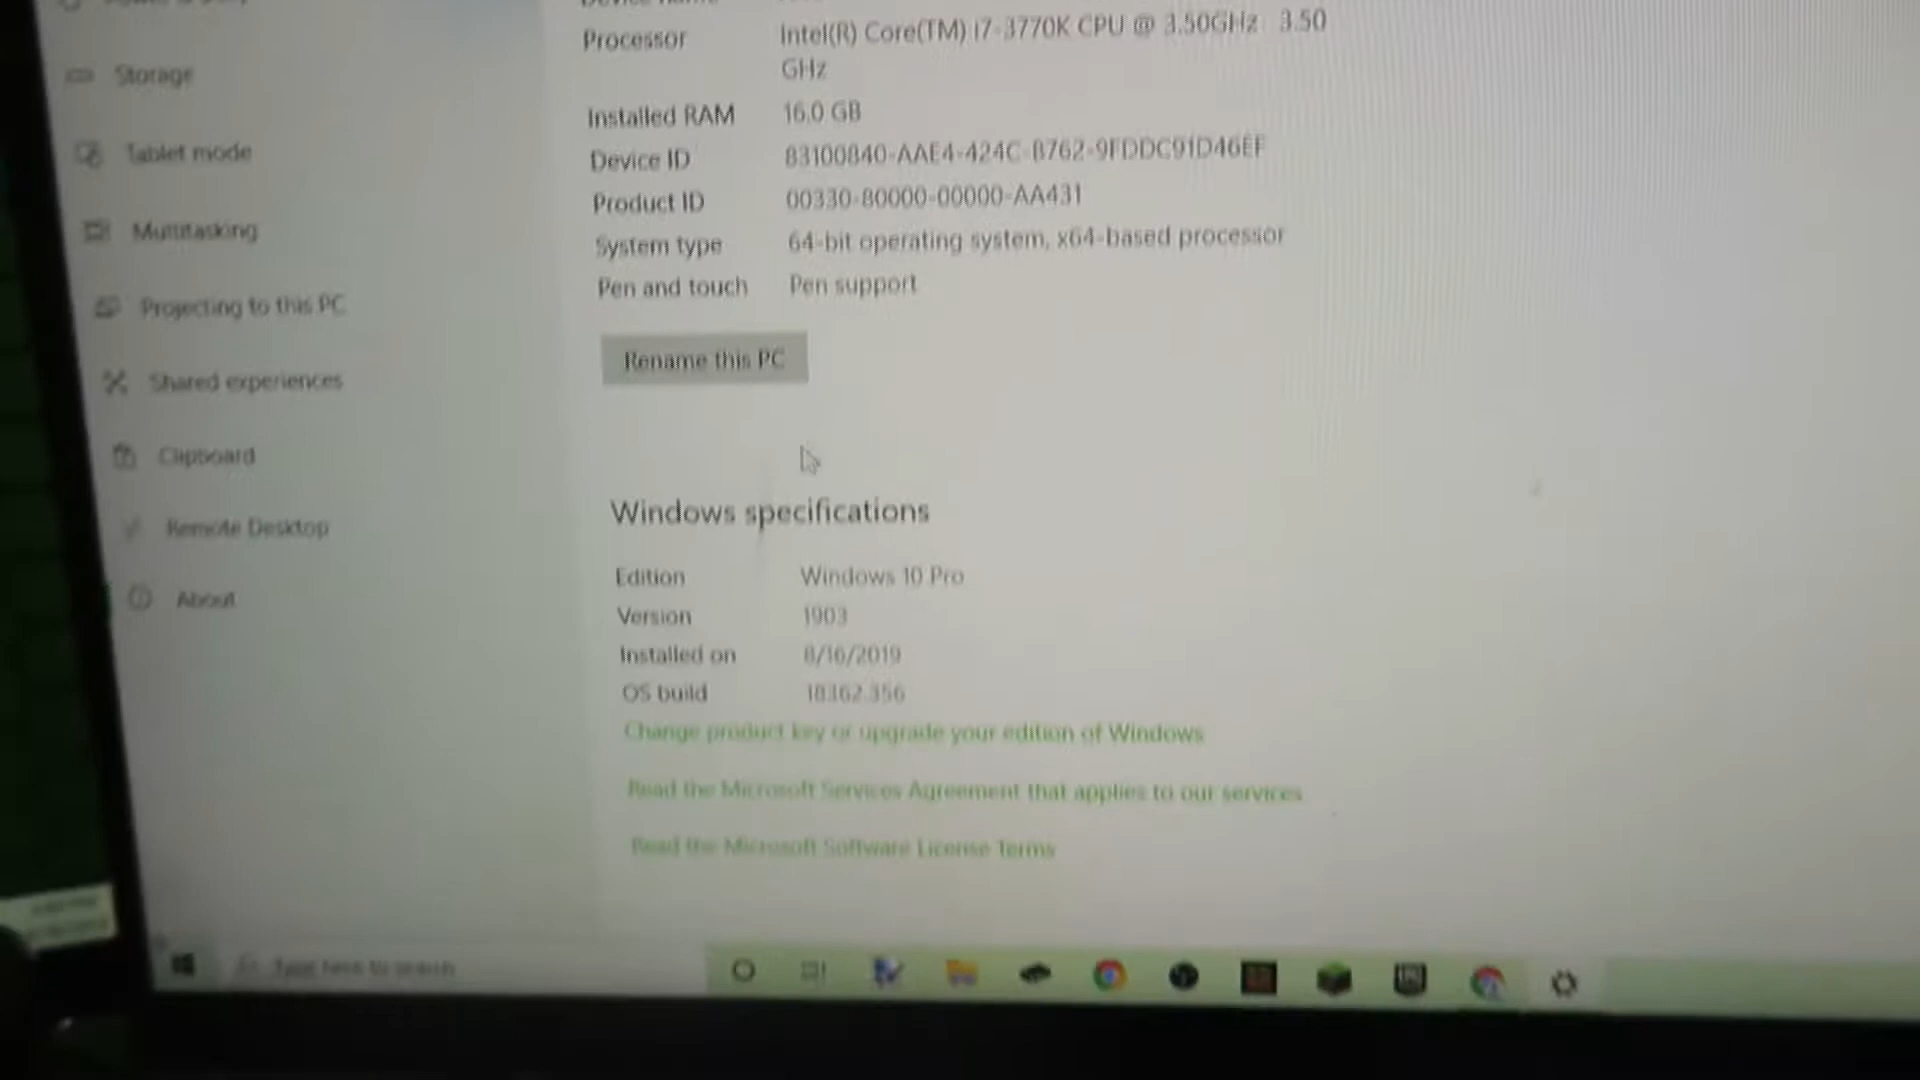 Processor Intel(R) Core(TM) i7-3770K CPU @ 3.50GHz 3.50
GHz
Storage
Installed RAM 16.0 GB
Tablet mode
Device ID 83100840-AAE4-424C-B762-9FDDC91D46EF
Product ID 00330-80000-00000-AA431
Multitasking
System type 64-bit operating system, x64-based processor
Pen and touch Pen support
Projecting to this PC
Rename this PC
Shared experiences
Clipboard
Windows specifications
Remote Desktop
Edition Windows 10 Pro
About
Version 1903
Installed on 8/16/2019
OS build 18362.356
Change product key or upgrade your edition of Windows
Read the Microsoft Services Agreement that applies to our services
Read the Microsoft Software License Terms
Type here to search